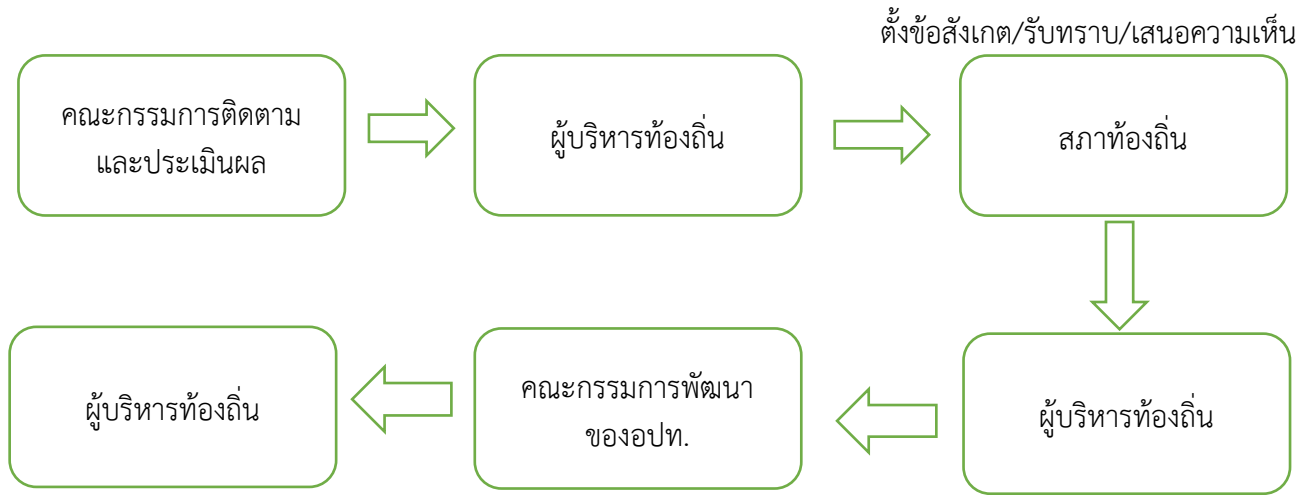 ตั้งข้อสังเกต/รับทราบ/เสนอความเห็น
คณะกรรมการติดตาม
และประเมินผล
ผู้บริหารท้องถิ่น
สภาท้องถิ่น
ผู้บริหารท้องถิ่น
คณะกรรมการพัฒนา
ของอปท.
ผู้บริหารท้องถิ่น